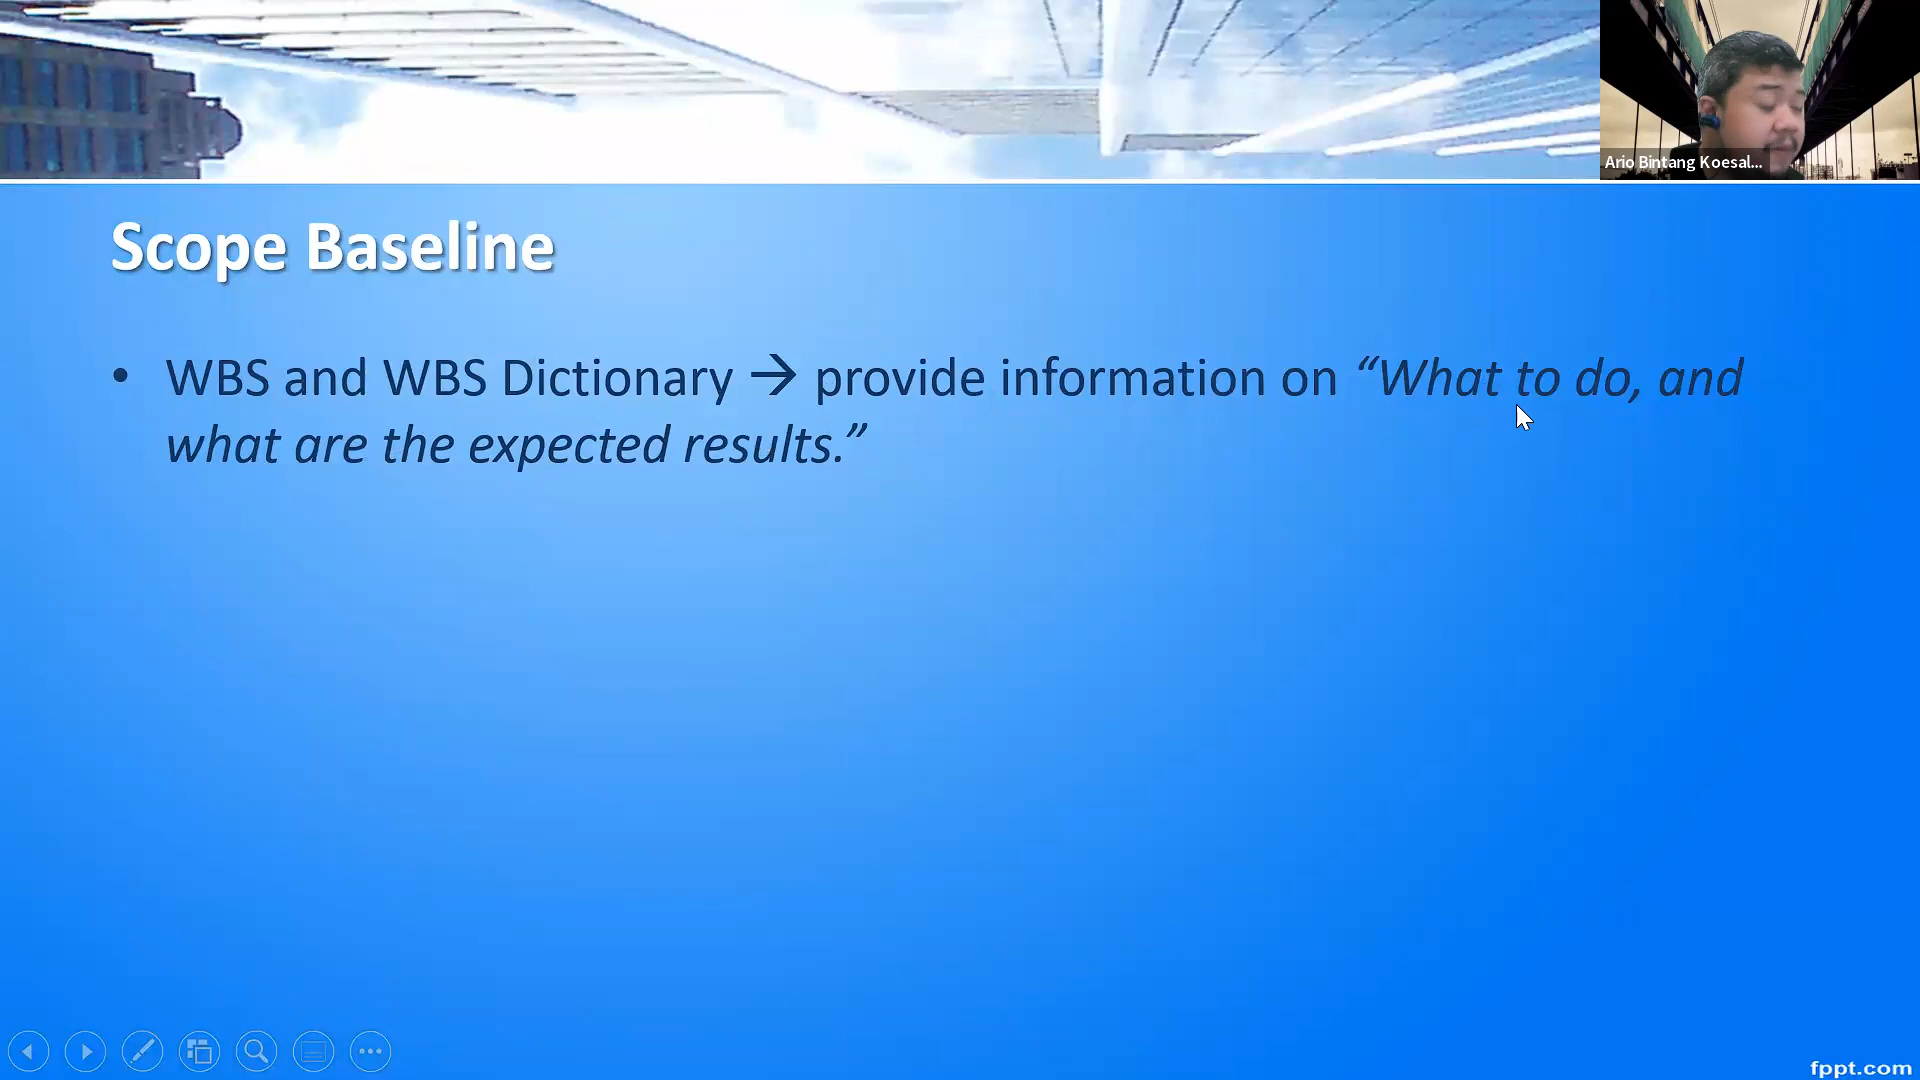 Ario Bintang Koesal...
Scope Baseline
• WBS and WBS Dictionary → provide information on “What to do, and
what are the expected results.”
fppt.com